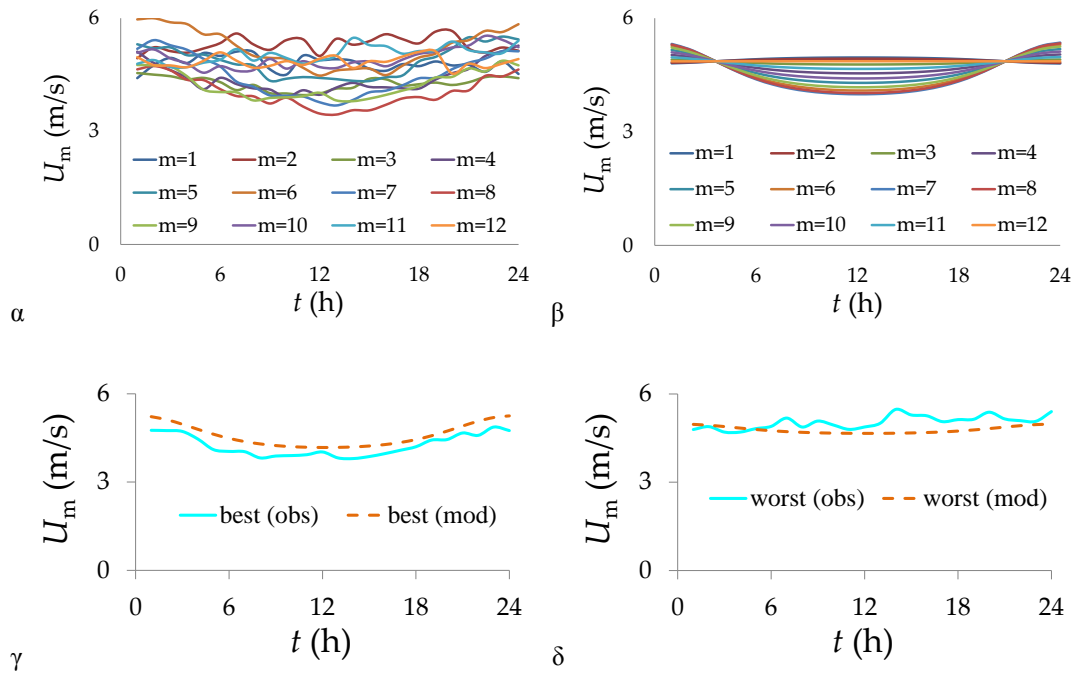 6
3
0
U_m (m/s)
m=1 m=2 m=3 m=4
m=5 m=6 m=7 m=8
m=9 m=10 m=11 m=12
0 6 12 18 24
t (h)
α
6
3
0
U_m (m/s)
m=1 m=2 m=3 m=4
m=5 m=6 m=7 m=8
m=9 m=10 m=11 m=12
0 6 12 18 24
t (h)
β
6
3
0
U_m (m/s)
best (obs) best (mod)
0 6 12 18 24
t (h)
γ
6
3
0
U_m (m/s)
worst (obs) worst (mod)
0 6 12 18 24
t (h)
δ